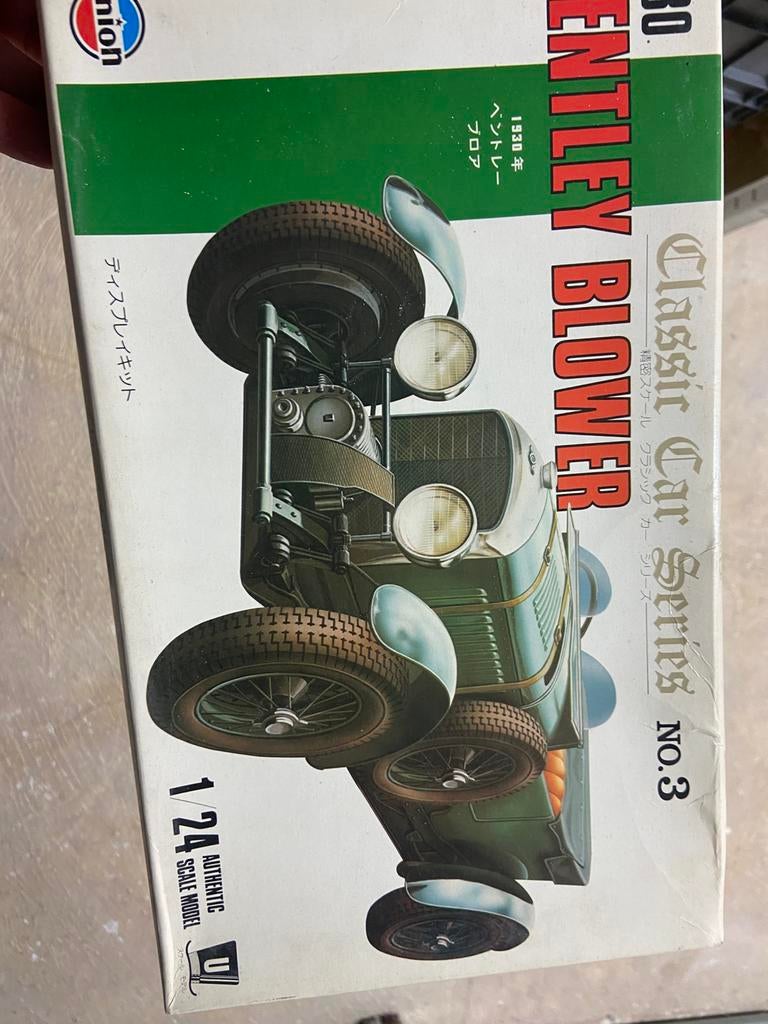 Classic Car Series NO.3
精密スケール クラシック カー シリーズ
30.
ENTLEY BLOWER
1930年
ベントレー
ブロア
nion
ディスプレイキット
1/24 AUTHENTIC
SCALE MODEL
U